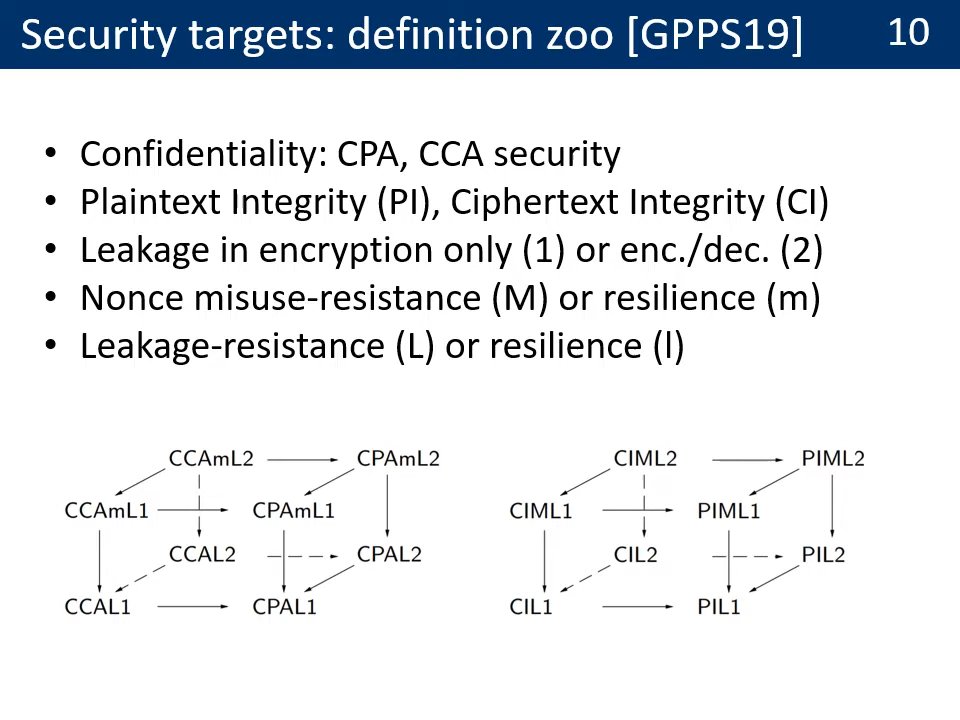 Security targets: definition zoo [GPPS19] 10
• Confidentiality: CPA, CCA security
• Plaintext Integrity (PI), Ciphertext Integrity (CI)
• Leakage in encryption only (1) or enc./dec. (2)
• Nonce misuse-resistance (M) or resilience (m)
• Leakage-resistance (L) or resilience (l)
CCAmL2 CPAmL2 CIML2 PIML2
CCAmL1 CPAmL1 CIML1 PIML1
CCAL2 CPAL2 CIL2 PIL2
CCAL1 CPAL1 CIL1 PIL1